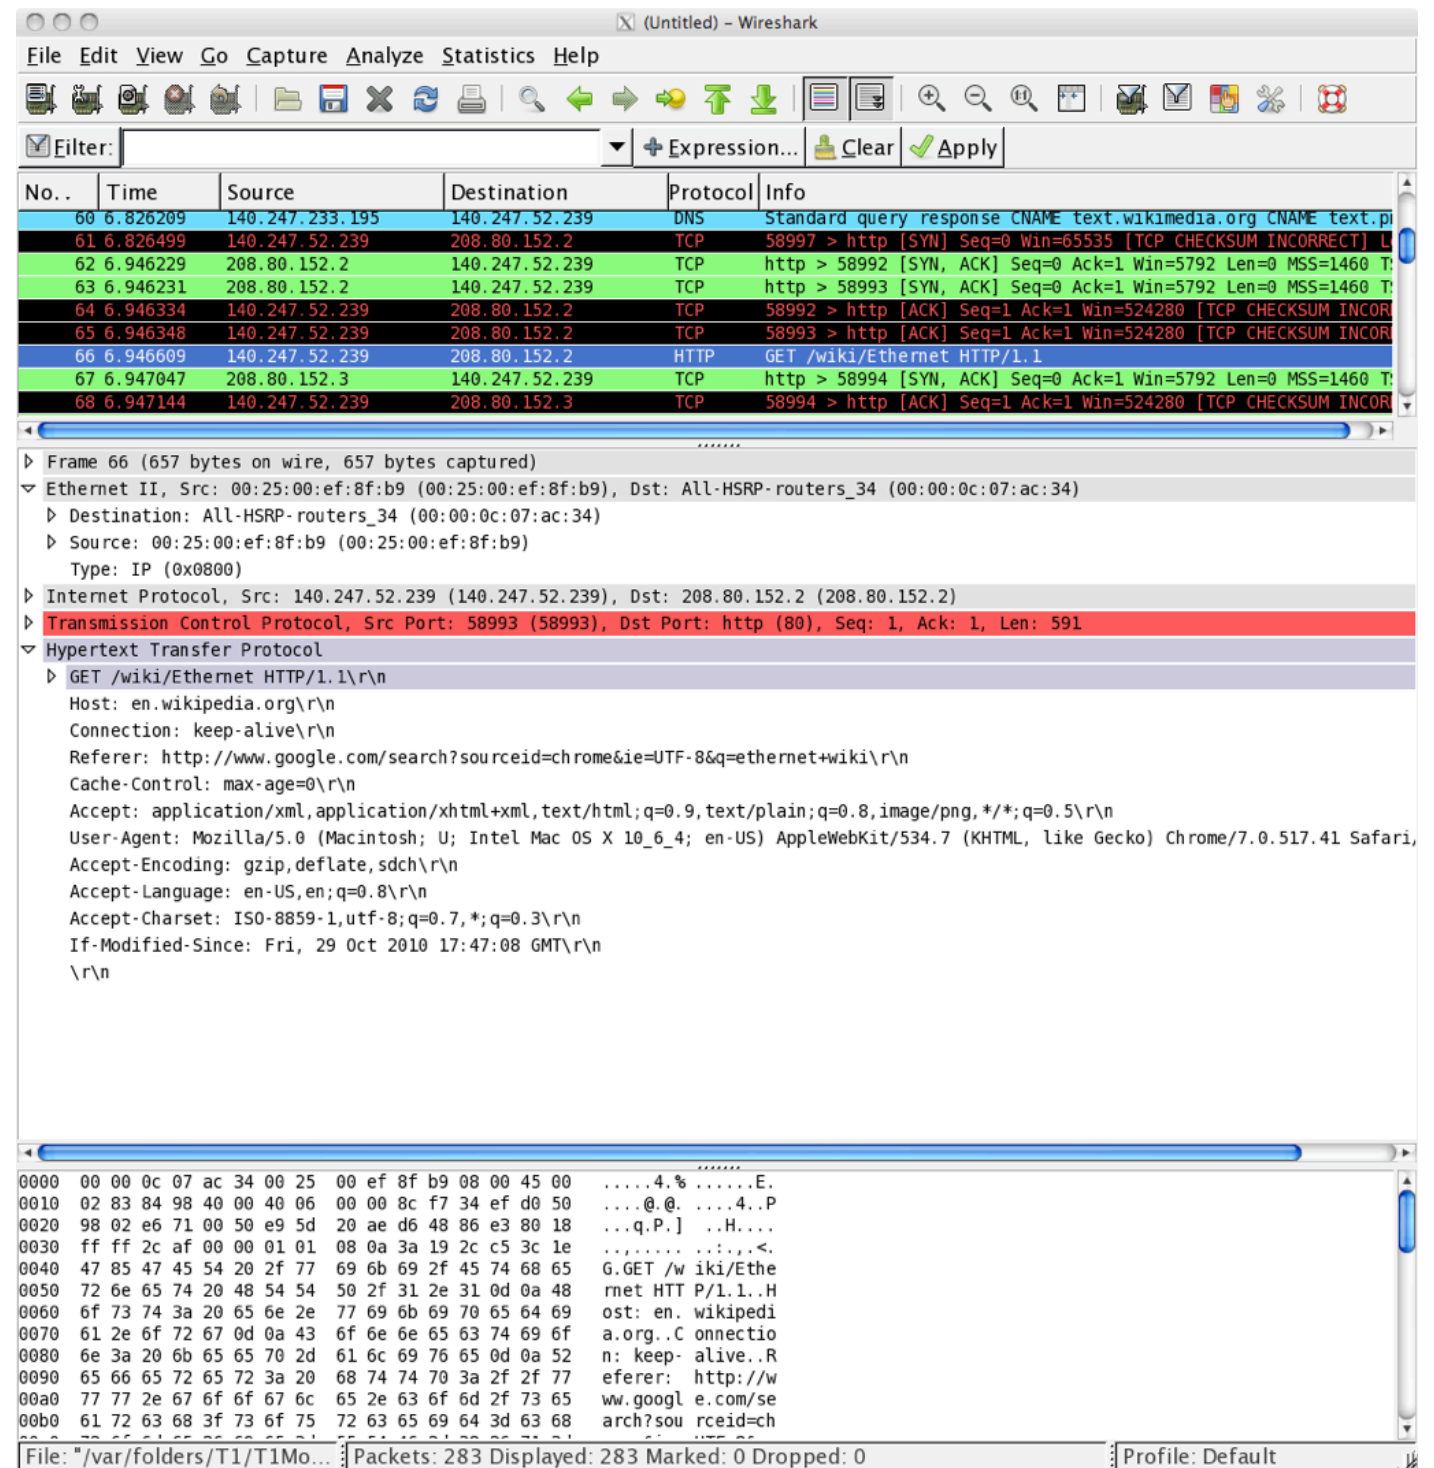 (Untitled) – Wireshark
File Edit View Go Capture Analyze Statistics Help
Filter: Expression... Clear Apply
No. . Time Source Destination Protocol Info
60 6.826209 140.247.233.195 140.247.52.239 DNS Standard query response CNAME text.wikimedia.org CNAME
61 6.826499 140.247.52.239 208.80.152.2 TCP 58997 > http [SYN] Seq=0 Win=65535 [TCP CHECKSUM INCORRECT]
62 6.946229 208.80.152.2 140.247.52.239 TCP http > 58992 [SYN, ACK] Seq=0 Ack=1 Win=5792 Len=0 MSS=1460
63 6.946231 208.80.152.2 140.247.52.239 TCP http > 58993 [SYN, ACK] Seq=0 Ack=1 Win=5792 Len=0 MSS=1460
64 6.946334 140.247.52.239 208.80.152.2 TCP 58992 > http [ACK] Seq=1 Ack=1 Win=524280 [TCP CHECKSUM INCOR
65 6.946348 140.247.52.239 208.80.152.2 TCP 58993 > http [ACK] Seq=1 Ack=1 Win=524280 [TCP CHECKSUM INCOR
66 6.946609 140.247.52.239 208.80.152.2 HTTP GET /wiki/Ethernet HTTP/1.1
67 6.947047 208.80.152.3 140.247.52.239 TCP http > 58994 [SYN, ACK] Seq=0 Ack=1 Win=5792 Len=0 MSS=1460
68 6.947144 140.247.52.239 208.80.152.3 TCP 58994 > http [ACK] Seq=1 Ack=1 Win=524280 [TCP CHECKSUM INCOR
Frame 66 (657 bytes on wire, 657 bytes captured)
Ethernet II, Src: 00:25:00:ef:8f:b9 (00:25:00:ef:8f:b9), Dst: All-HSRP-routers_34 (00:00:0c:07:ac:34)
Destination: All-HSRP-routers_34 (00:00:0c:07:ac:34)
Source: 00:25:00:ef:8f:b9 (00:25:00:ef:8f:b9)
Type: IP (0x0800)
Internet Protocol, Src: 140.247.52.239 (140.247.52.239), Dst: 208.80.152.2 (208.80.152.2)
Transmission Control Protocol, Src Port: 58993 (58993), Dst Port: http (80), Seq: 1, Ack: 1, Len: 591
Hypertext Transfer Protocol
GET /wiki/Ethernet HTTP/1.1\r\n
Host: en.wikipedia.org\r\n
Connection: keep-alive\r\n
Referer: http://www.google.com/search?sourceid=chrome&ie=UTF-8&q=ethernet+wiki\r\n
Cache-Control: max-age=0\r\n
Accept: application/xml,application/xhtml+xml,text/html;q=0.9,text/plain;q=0.8,image/png,*/*;q=0.5\r\n
User-Agent: Mozilla/5.0 (Macintosh; U; Intel Mac OS X 10_6_4; en-US) AppleWebKit/534.7 (KHTML, like Gecko) Chrome/7.0.517.41 Safari/
Accept-Encoding: gzip,deflate,sdch\r\n
Accept-Language: en-US,en;q=0.8\r\n
Accept-Charset: ISO-8859-1,utf-8;q=0.7,*;q=0.3\r\n
If-Modified-Since: Fri, 29 Oct 2010 17:47:08 GMT\r\n
\r\n
0000 00 00 0c 07 ac 34 00 25 00 ef 8f b9 08 00 45 00 .....4.% ......E.
0010 02 83 84 98 40 00 40 06 00 00 8c f7 34 ef d0 50 ....@.@. ....4..P
0020 98 02 e6 71 00 50 e9 5d 20 ae d6 48 86 e3 80 18 ...q.P.] ..H....
0030 ff ff 2c af 00 00 01 01 08 0a 3a 19 2c c5 3c 1e ..,..... ..:.,.<.
0040 47 85 47 45 54 20 2f 77 69 6b 69 2f 45 74 68 65 G.GET /w iki/Ethe
0050 72 6e 65 74 20 48 54 54 50 2f 31 2e 31 0d 0a 48 rnet HTT P/1.1..H
0060 6f 73 74 3a 20 65 6e 2e 77 69 6b 69 70 65 64 69 ost: en. wikipedi
0070 61 2e 6f 72 67 0d 0a 43 6f 6e 6e 65 63 74 69 6f a.org..C onnectio
0080 6e 3a 20 6b 65 65 70 2d 61 6c 69 76 65 0d 0a 52 n: keep- alive..R
0090 65 66 65 72 65 72 3a 20 68 74 74 70 3a 2f 2f 77 eferer: http://w
00a0 77 77 2e 67 6f 6f 67 6c 65 2e 63 6f 6d 2f 73 65 ww.googl e.com/se
00b0 61 72 63 68 3f 73 6f 75 72 63 65 69 64 3d 63 68 arch?sou rceid=ch
File: "/var/folders/T1/T1Mo... Packets: 283 Displayed: 283 Marked: 0 Dropped: 0 Profile: Default